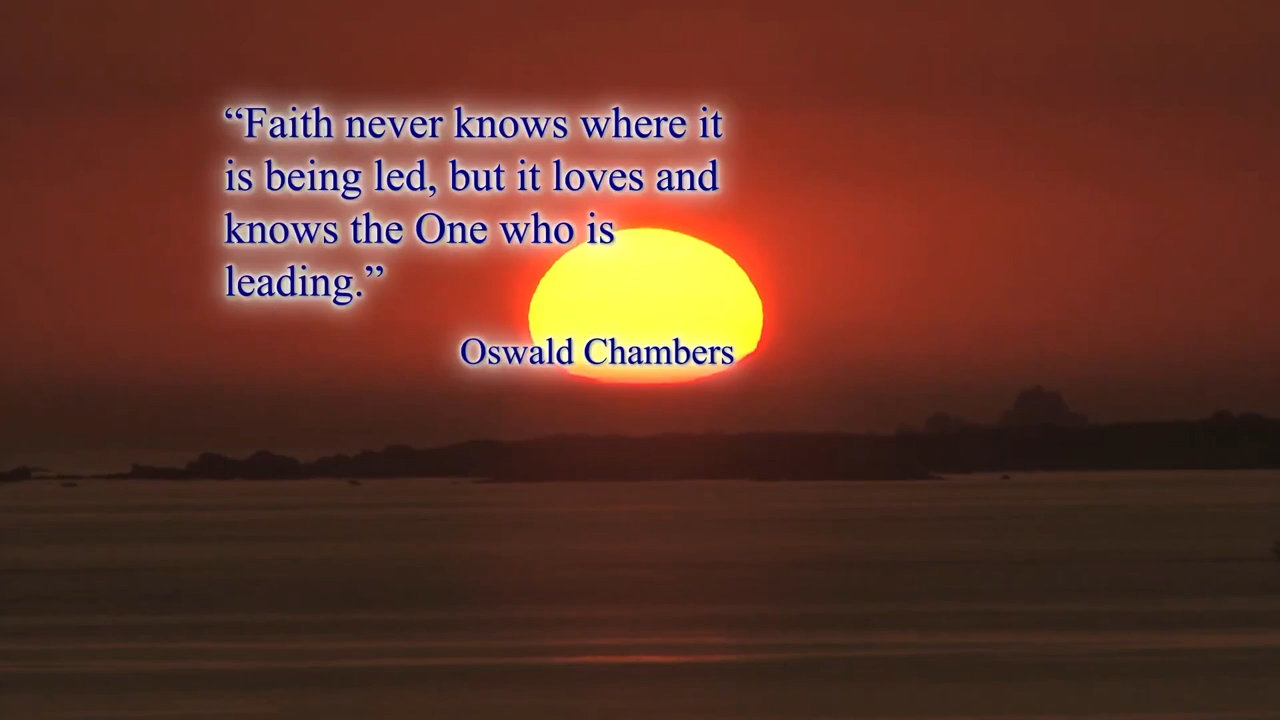 “Faith never knows where it
is being led, but it loves and
knows the One who is
leading.”
Oswald Chambers